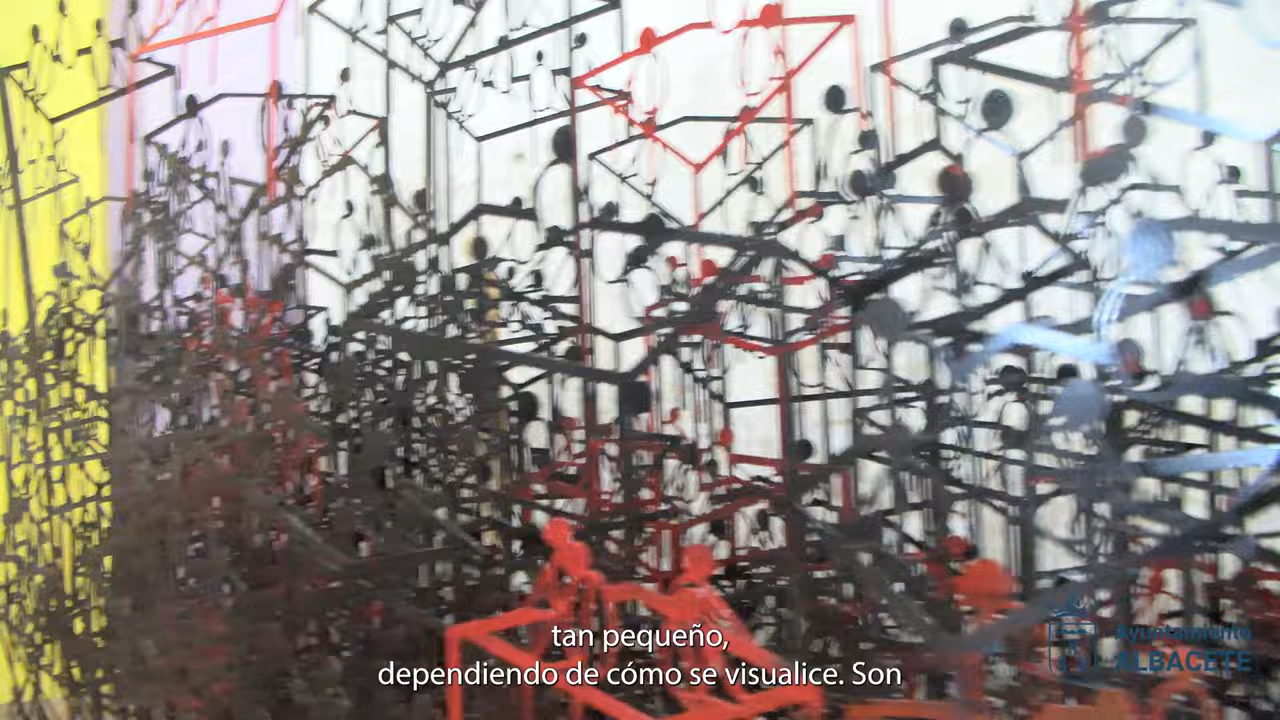 tan pequeño,
dependiendo de cómo se visualice. Son
Ayuntamiento
ALBACETE